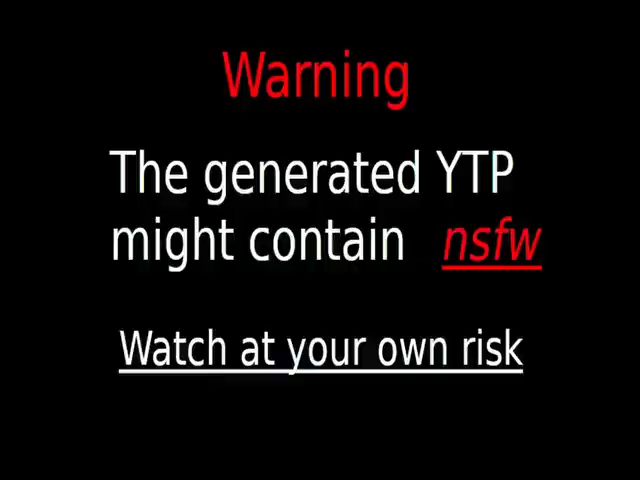 Warning
The generated YTP
might contain nsfw
Watch at your own risk